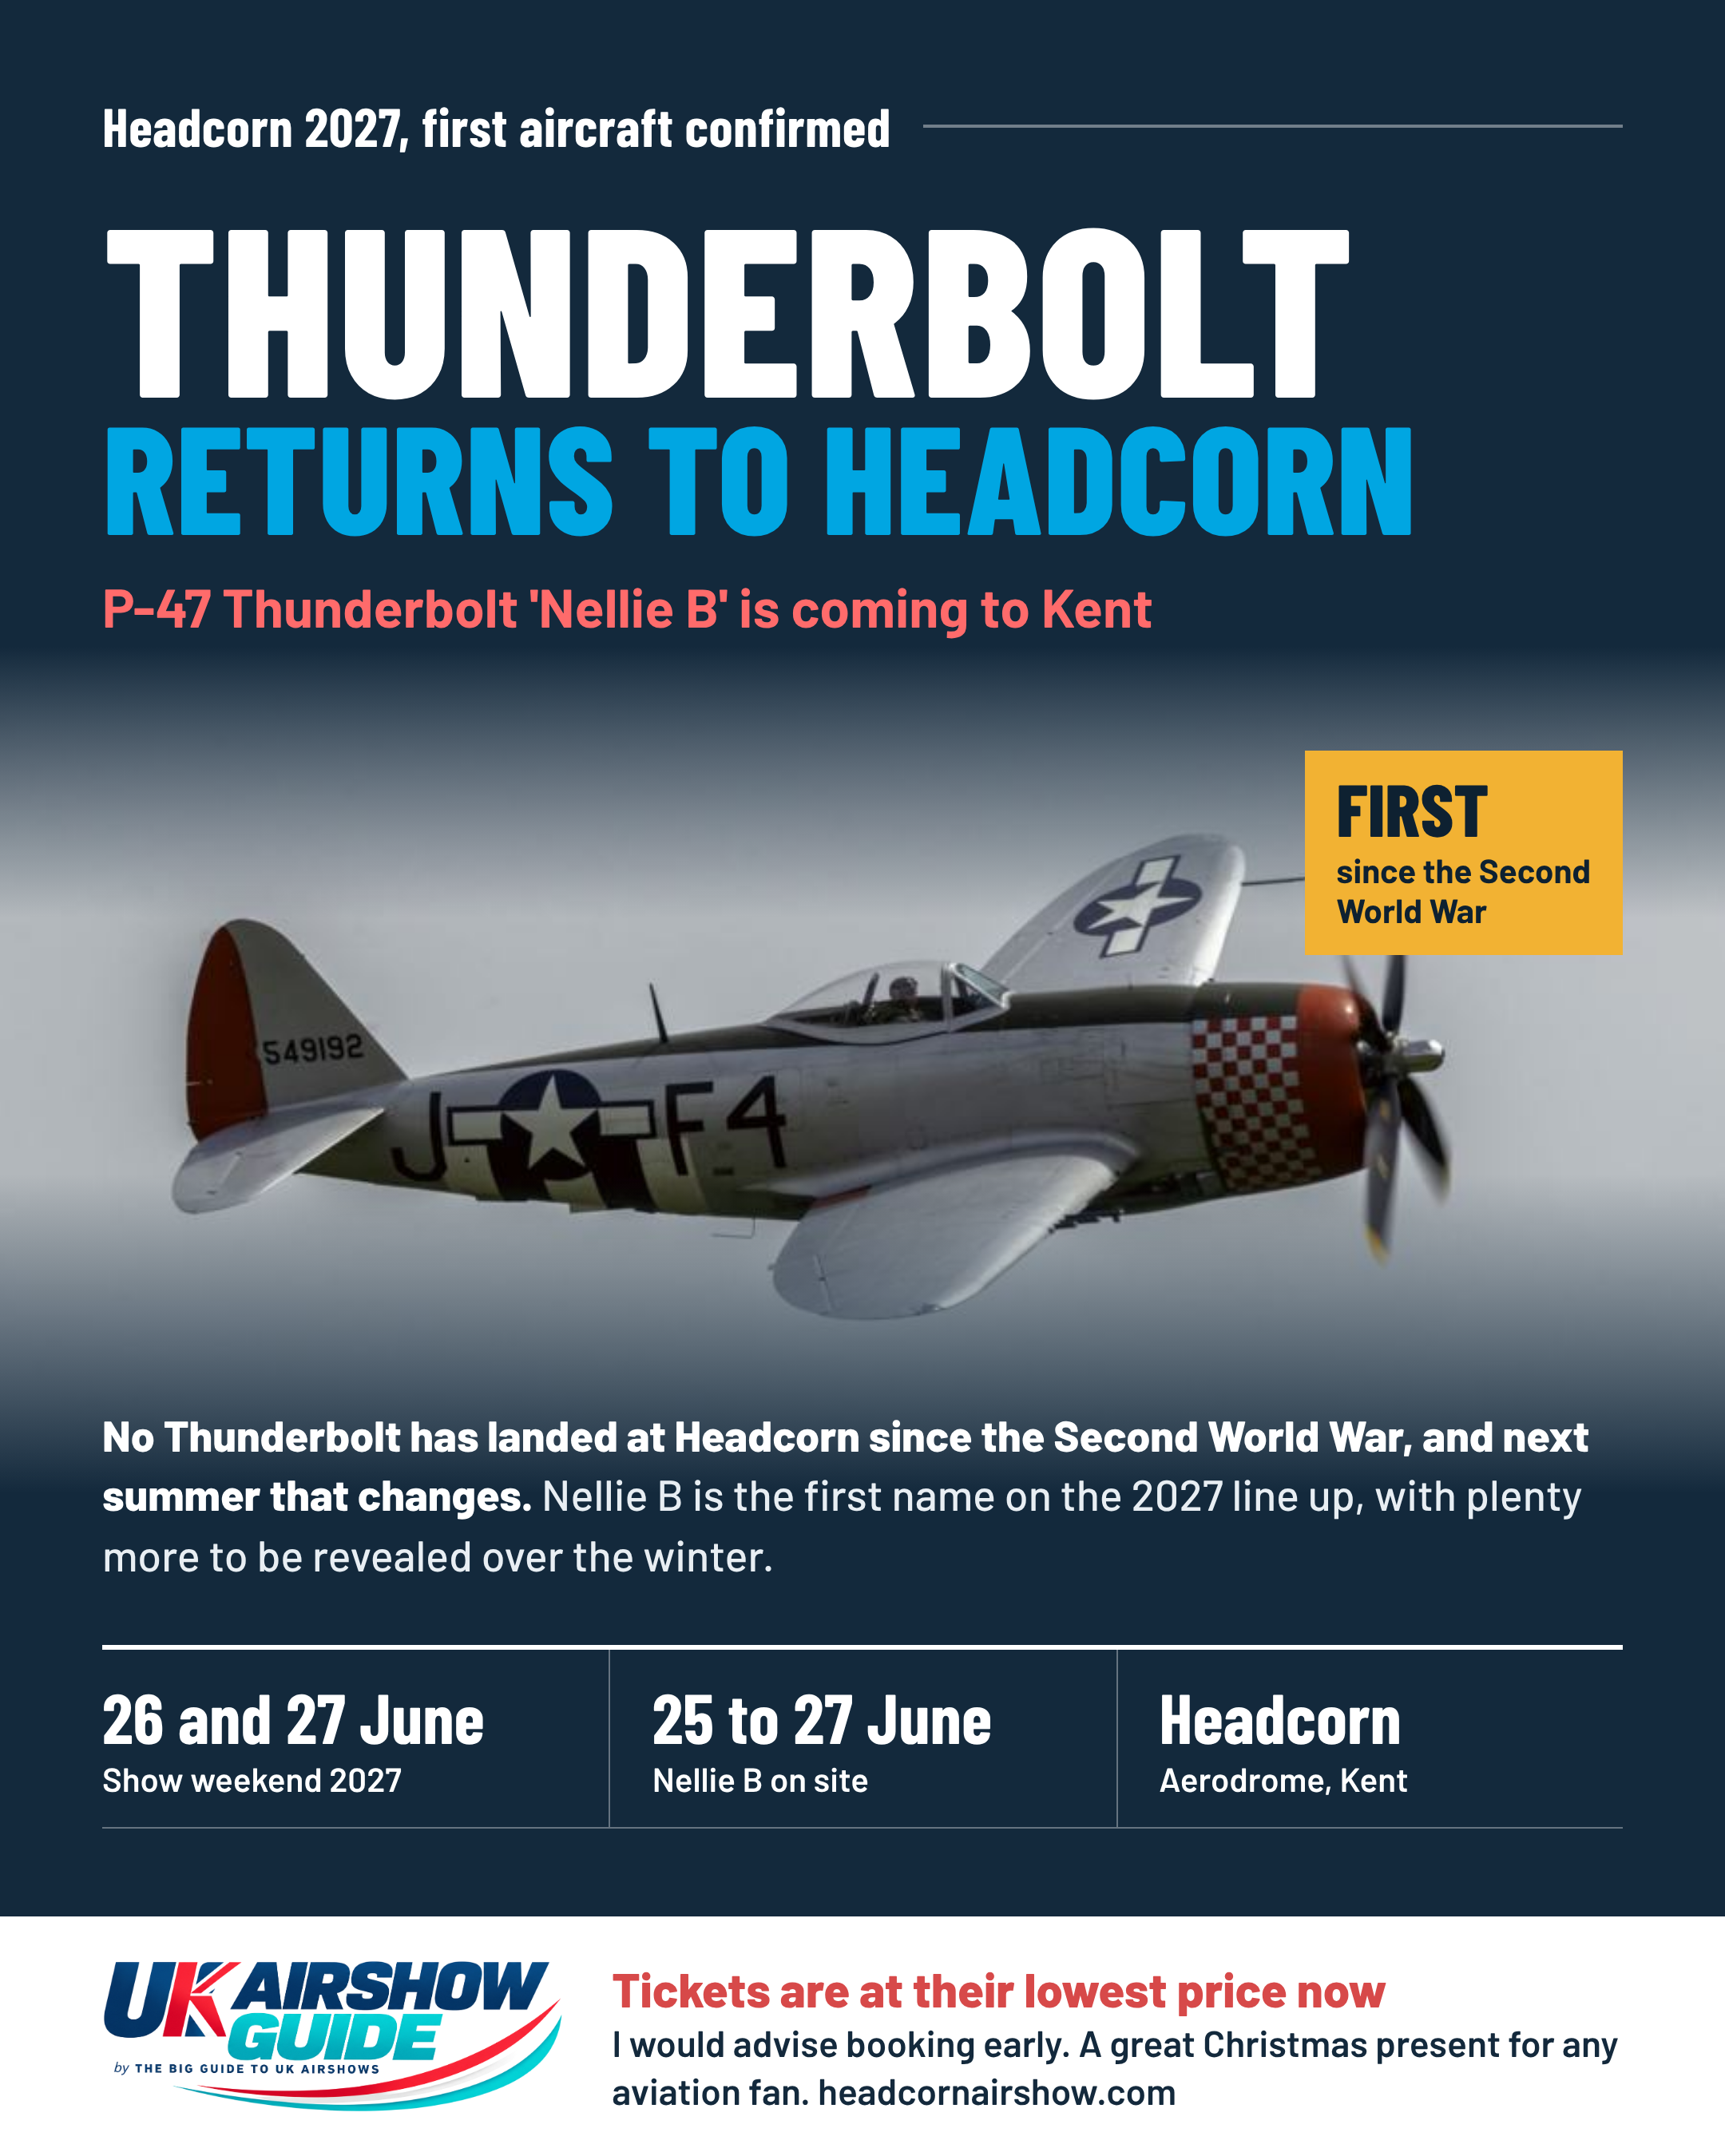 Headcorn 2027, first aircraft confirmed
THUNDERBOLT
RETURNS TO HEADCORN
P-47 Thunderbolt 'Nellie B' is coming to Kent
FIRST
since the Second
World War
549192
J F4
No Thunderbolt has landed at Headcorn since the Second World War, and next
summer that changes. Nellie B is the first name on the 2027 line up, with plenty
more to be revealed over the winter.
26 and 27 June
Show weekend 2027
25 to 27 June
Nellie B on site
Headcorn
Aerodrome, Kent
UK AIRSHOW
GUIDE
by THE BIG GUIDE TO UK AIRSHOWS
Tickets are at their lowest price now
I would advise booking early. A great Christmas present for any
aviation fan. headcornairshow.com